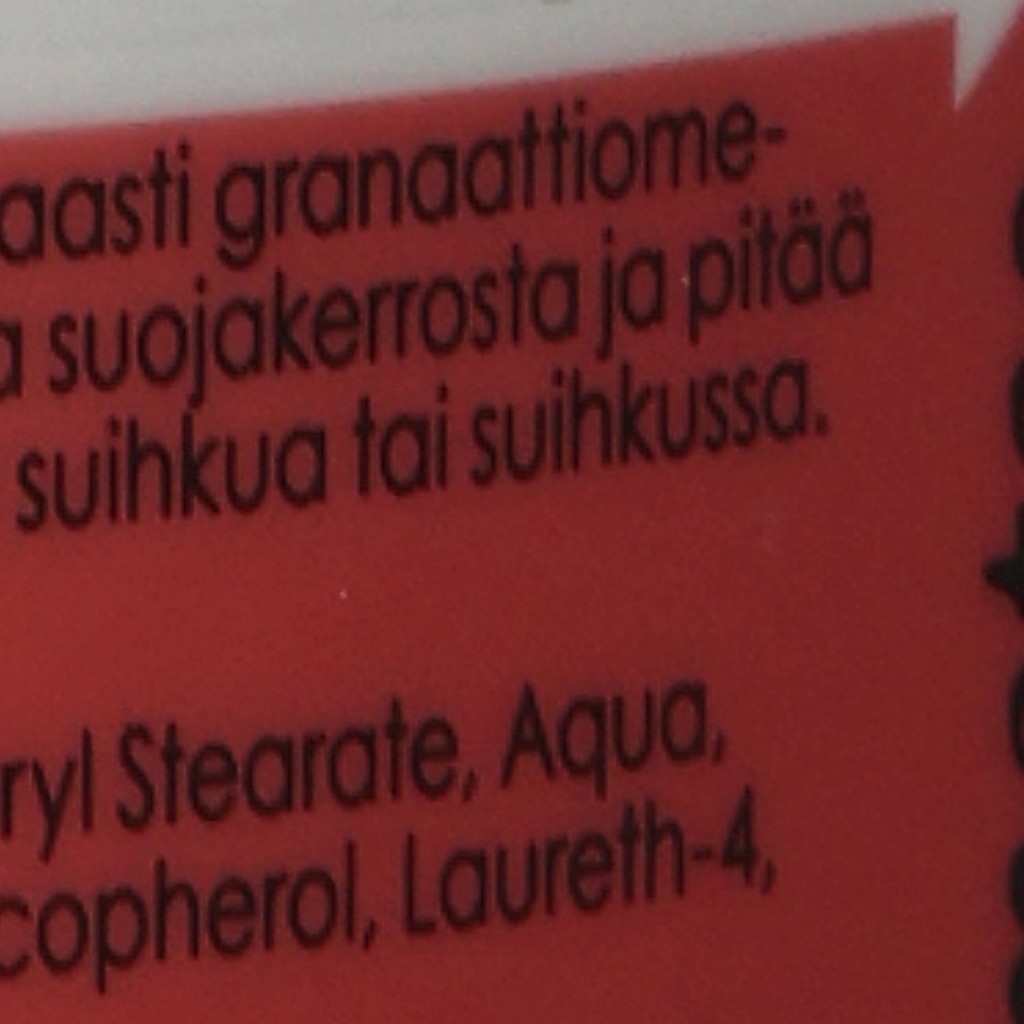 aasti granaattiome-
a suojakerrosta ja pitää
suihkua tai suihkussa.
ryl Stearate, Aqua,
copherol, Laureth-4,